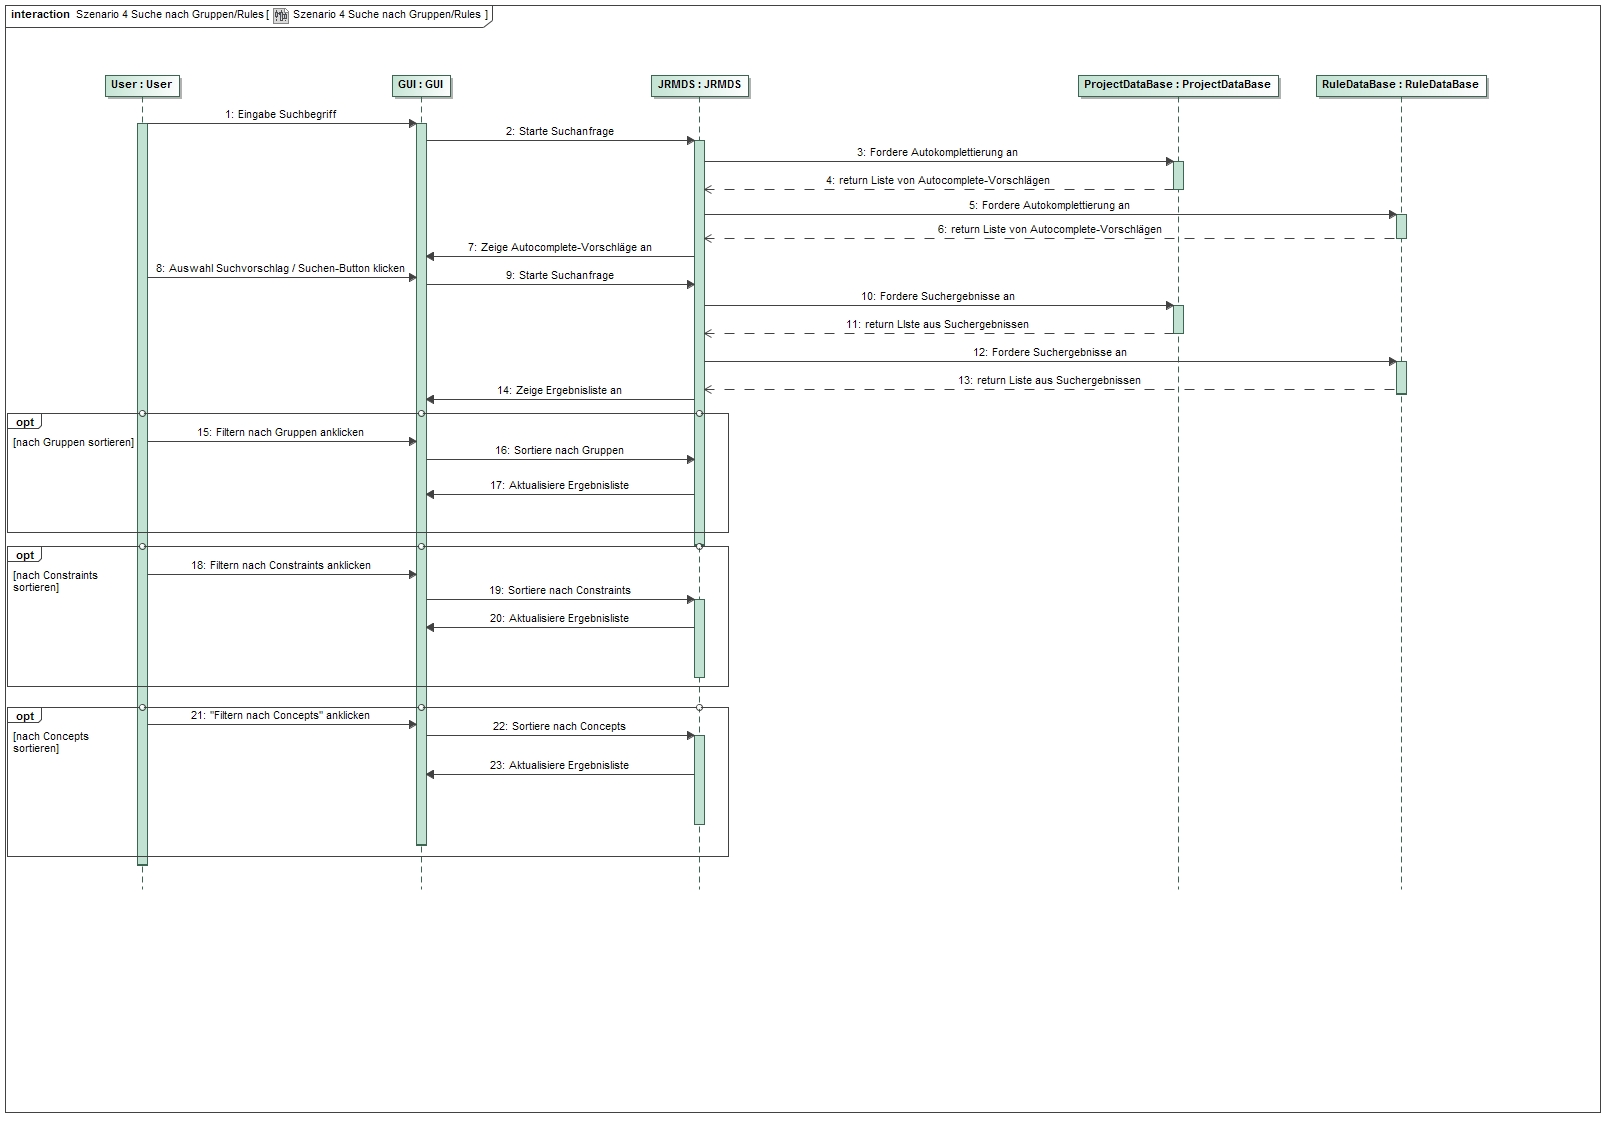 interaction Szenario 4 Suche nach Gruppen/Rules [ Szenario 4 Suche nach Gruppen/Rules ]
User : User
GUI : GUI
JRMDS : JRMDS
ProjectDataBase : ProjectDataBase
RuleDataBase : RuleDataBase
1: Eingabe Suchbegriff
2: Starte Suchanfrage
3: Fordere Autokomplettierung an
4: return Liste von Autocomplete-Vorschlägen
5: Fordere Autokomplettierung an
6: return Liste von Autocomplete-Vorschlägen
7: Zeige Autocomplete-Vorschläge an
8: Auswahl Suchvorschlag / Suchen-Button klicken
9: Starte Suchanfrage
10: Fordere Suchergebnisse an
11: return LIste aus Suchergebnissen
12: Fordere Suchergebnisse an
13: return Liste aus Suchergebnissen
14: Zeige Ergebnisliste an
opt
[nach Gruppen sortieren]
15: Filtern nach Gruppen anklicken
16: Sortiere nach Gruppen
17: Aktualisiere Ergebnisliste
opt
[nach Constraints
sortieren]
18: Filtern nach Constraints anklicken
19: Sortiere nach Constraints
20: Aktualisiere Ergebnisliste
opt
[nach Concepts
sortieren]
21: "Filtern nach Concepts" anklicken
22: Sortiere nach Concepts
23: Aktualisiere Ergebnisliste